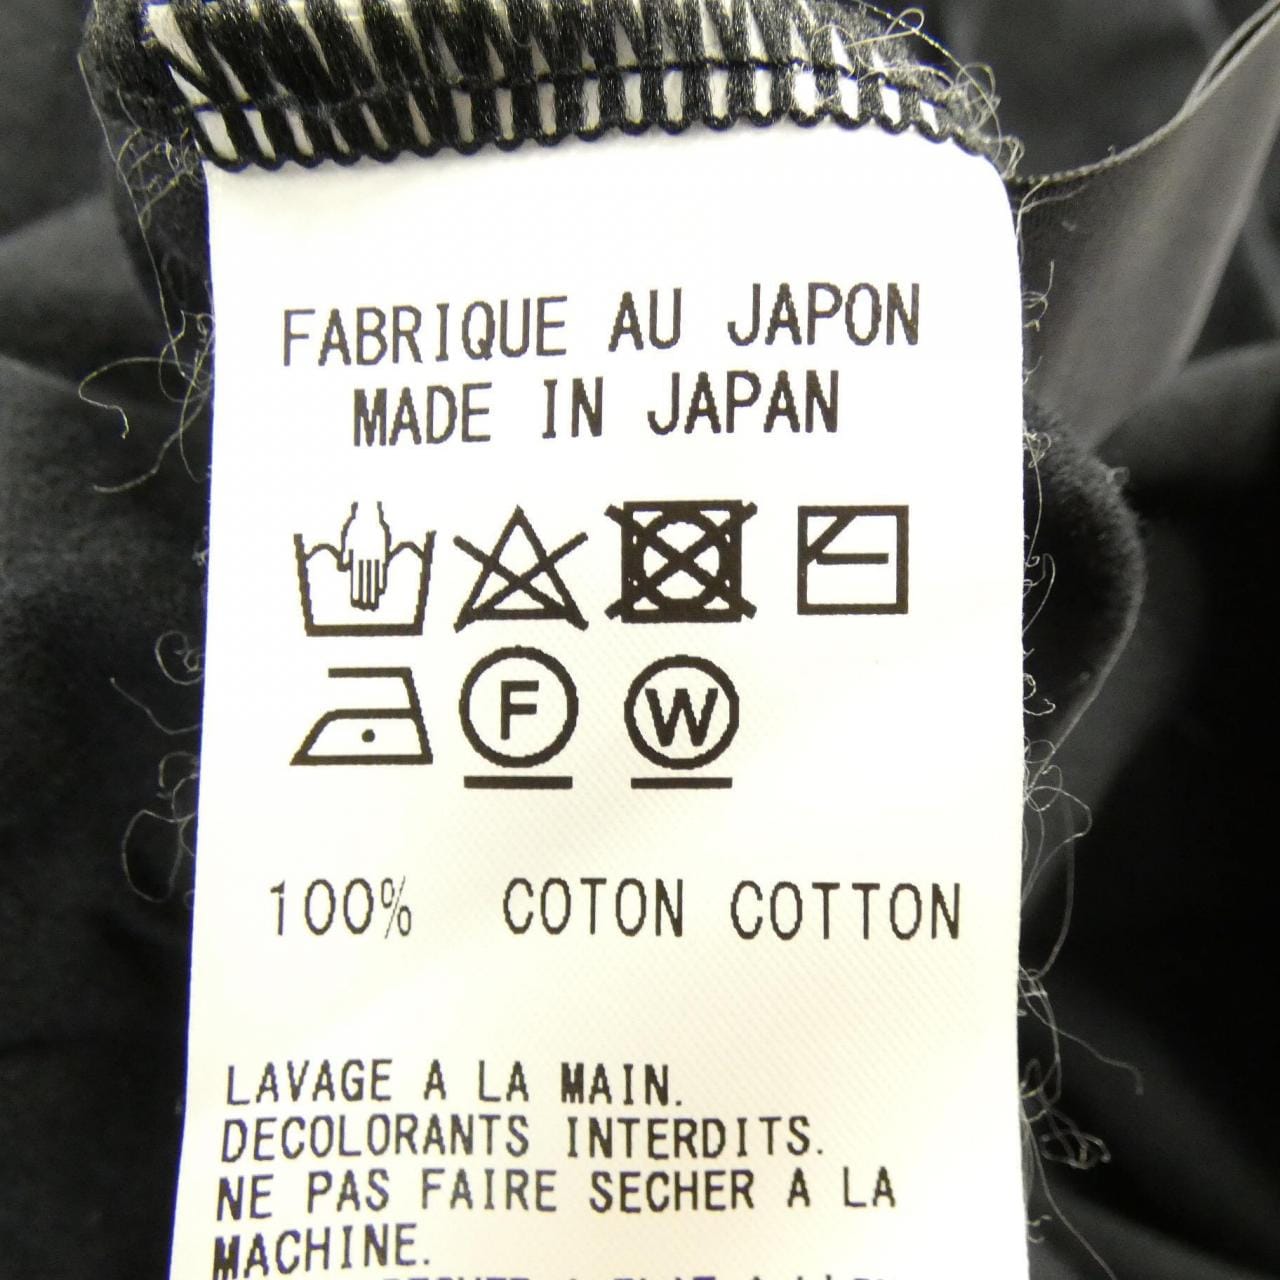 FABRIQUE AU JAPON
MADE IN JAPAN
F W
100% COTON COTTON
LAVAGE A LA MAIN.
DECOLORANTS INTERDITS.
NE PAS FAIRE SECHER A LA
MACHINE.